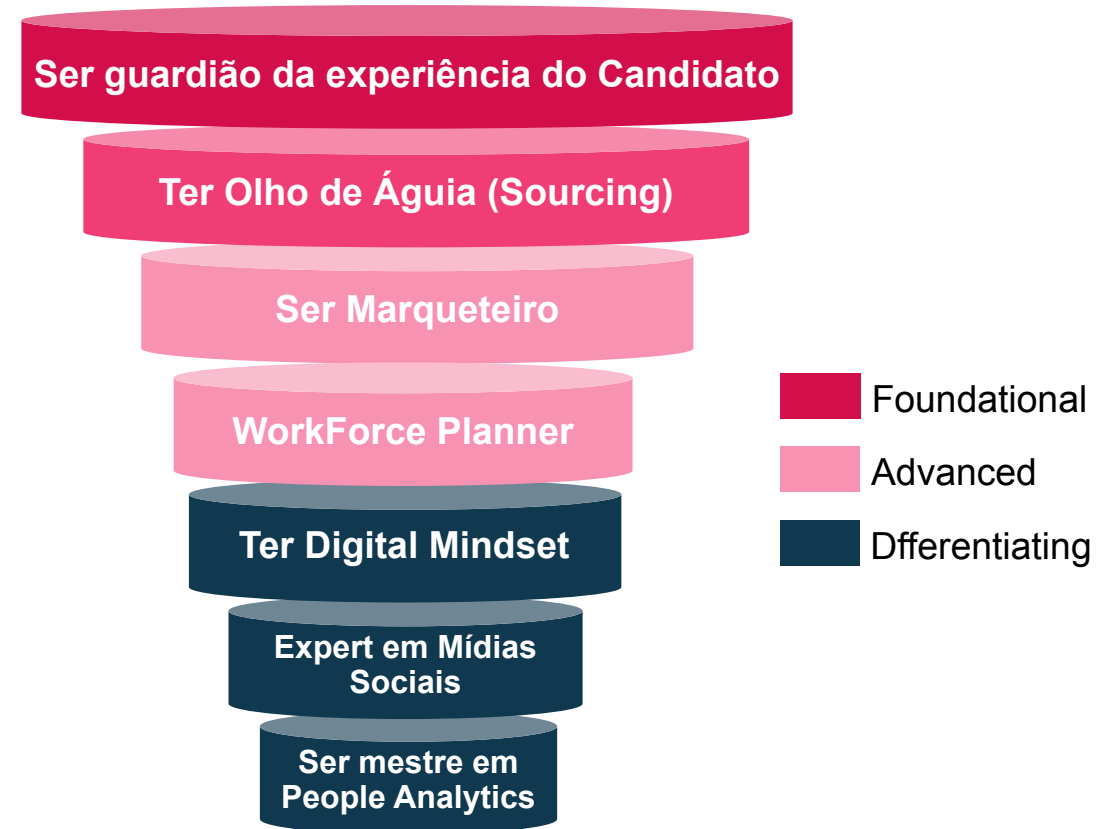 Ser guardião da experiência do Candidato
Ter Olho de Águia (Sourcing)
Ser Marqueteiro
WorkForce Planner
Ter Digital Mindset
Expert em Mídias
Sociais
Ser mestre em
People Analytics
Foundational
Advanced
Dfferentiating